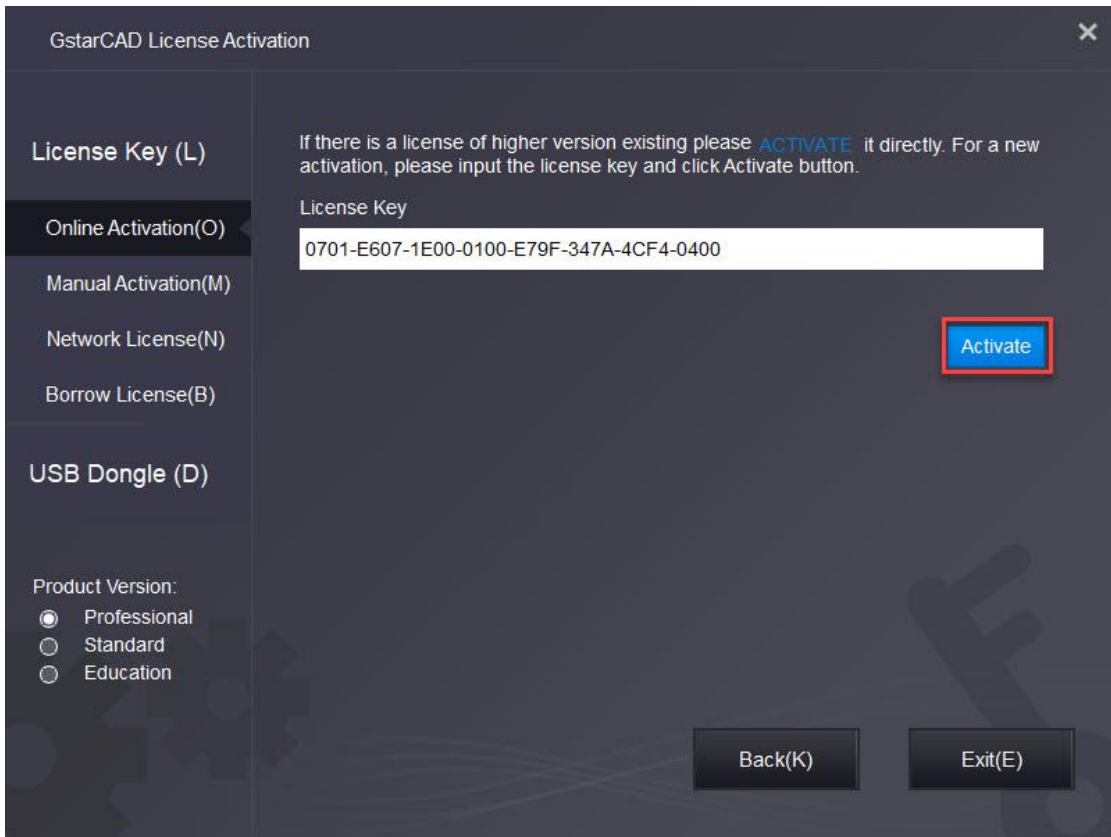 GstarCAD License Activation
License Key (L)
Online Activation(O)
Manual Activation(M)
Network License(N)
Borrow License(B)
USB Dongle (D)
Product Version:
Professional
Standard
Education
If there is a license of higher version existing please ACTIVATE it directly. For a new
activation, please input the license key and click Activate button.
License Key
0701-E607-1E00-0100-E79F-347A-4CF4-0400
Activate
Back(K)
Exit(E)